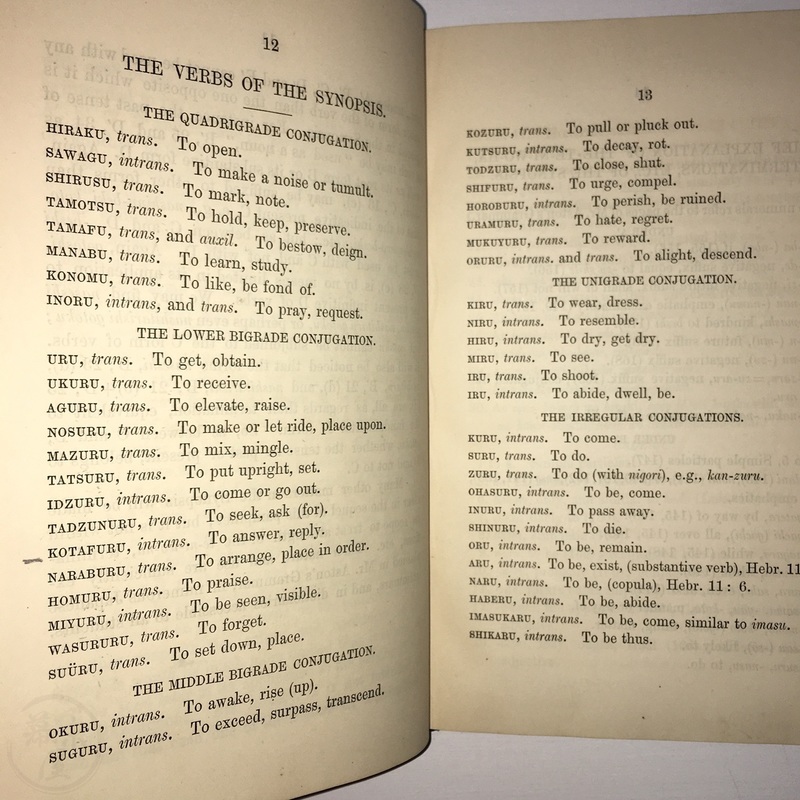 12
THE VERBS OF THE SYNOPSIS.
THE QUADRIGRADE CONJUGATION.
HIRAKU, trans. To open.
SAWAGU, intrans. To make a noise or tumult.
SHIRUSU, trans. To mark, note.
TAMOTSU, trans. To hold, keep, preserve.
TAMAFU, trans, and auxil. To bestow, deign.
MANABU, trans. To learn, study.
KONOMU, trans. To like, be fond of.
INORU, intrans, and trans. To pray, request.
THE LOWER BIGRADE CONJUGATION.
URU, trans. To get, obtain.
UKURU, trans. To receive.
AGURU, trans. To elevate, raise.
NOSURU, trans. To make or let ride, place upon.
MAZURU, trans. To mix, mingle.
TATSURU, trans. To put upright, set.
IDZURU, intrans. To come or go out.
TADZUNURU, trans. To seek, ask (for).
KOTAFURU, intrans. To answer, reply.
NARABURU, trans. To arrange, place in order.
HOMURU, trans. To praise.
MIYURU, intrans. To be seen, visible.
WASURURU, trans. To forget.
SUÜRU, trans. To set down, place.
THE MIDDLE BIGRADE CONJUGATION.
OKURU, intrans. To awake, rise (up).
SUGURU, intrans. To exceed, surpass, transcend.
13
KOZURU, trans. To pull or pluck out.
KUTSURU, intrans. To decay, rot.
TODZURU, trans. To close, shut.
SHIFURU, trans. To urge, compel.
HOROBURU, intrans. To perish, be ruined.
URAMURU, trans. To hate, regret.
MUKUYURU, trans. To reward.
ORURU, intrans. and trans. To alight, descend.
THE UNIGRADE CONJUGATION.
KIRU, trans. To wear, dress.
NIRU, intrans. To resemble.
HIRU, intrans. To dry, get dry.
MIRU, trans. To see.
IRU, trans. To shoot.
IRU, intrans. To abide, dwell, be.
THE IRREGULAR CONJUGATIONS.
KURU, intrans. To come.
SURU, trans. To do.
ZURU, trans. To do (with nigori), e.g., kan-zuru.
OHASURU, intrans. To be, come.
INURU, intrans. To pass away.
SHINURU, intrans. To die.
ORU, intrans. To be, remain.
ARU, intrans. To be, exist, (substantive verb), Hebr. 11
NARU, intrans. To be, (copula), Hebr. 11 : 6.
HABERU, intrans. To be, abide.
IMASUKARU, intrans. To be, come, similar to imasu.
SHIKARU, intrans. To be thus.